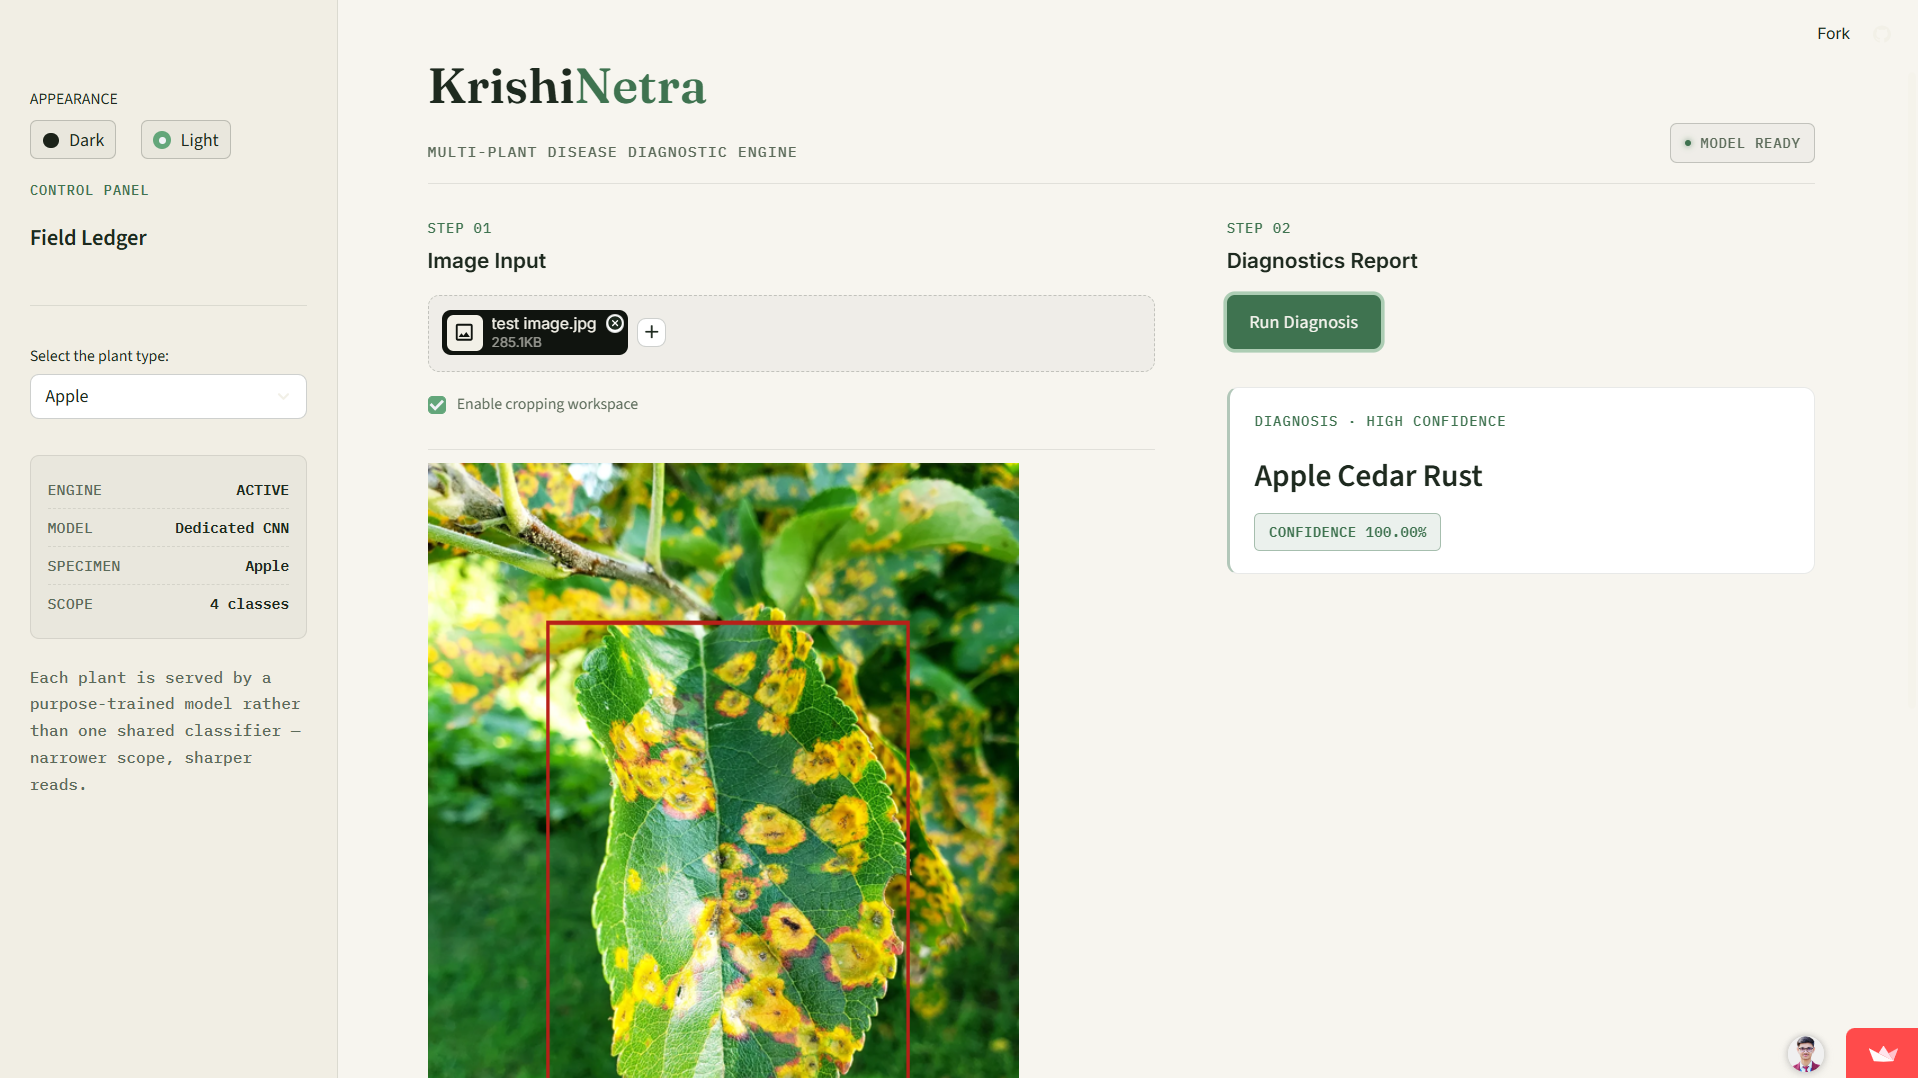 Fork
APPEARANCE
Dark
Light
CONTROL PANEL
Field Ledger
Select the plant type:
Apple
ENGINE ACTIVE
MODEL Dedicated CNN
SPECIMEN Apple
SCOPE 4 classes
Each plant is served by a
purpose-trained model rather
than one shared classifier —
narrower scope, sharper
reads.
KrishiNetra
MULTI-PLANT DISEASE DIAGNOSTIC ENGINE
MODEL READY
STEP 01
Image Input
test image.jpg
285.1KB
Enable cropping workspace
STEP 02
Diagnostics Report
Run Diagnosis
DIAGNOSIS · HIGH CONFIDENCE
Apple Cedar Rust
CONFIDENCE 100.00%